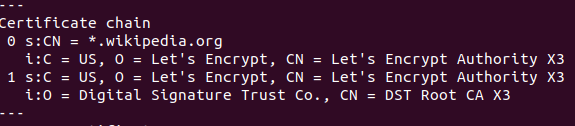 ---
Certificate chain
 0 s:CN = *.wikipedia.org
   i:C = US, O = Let's Encrypt, CN = Let's Encrypt Authority X3
 1 s:C = US, O = Let's Encrypt, CN = Let's Encrypt Authority X3
   i:O = Digital Signature Trust Co., CN = DST Root CA X3
---